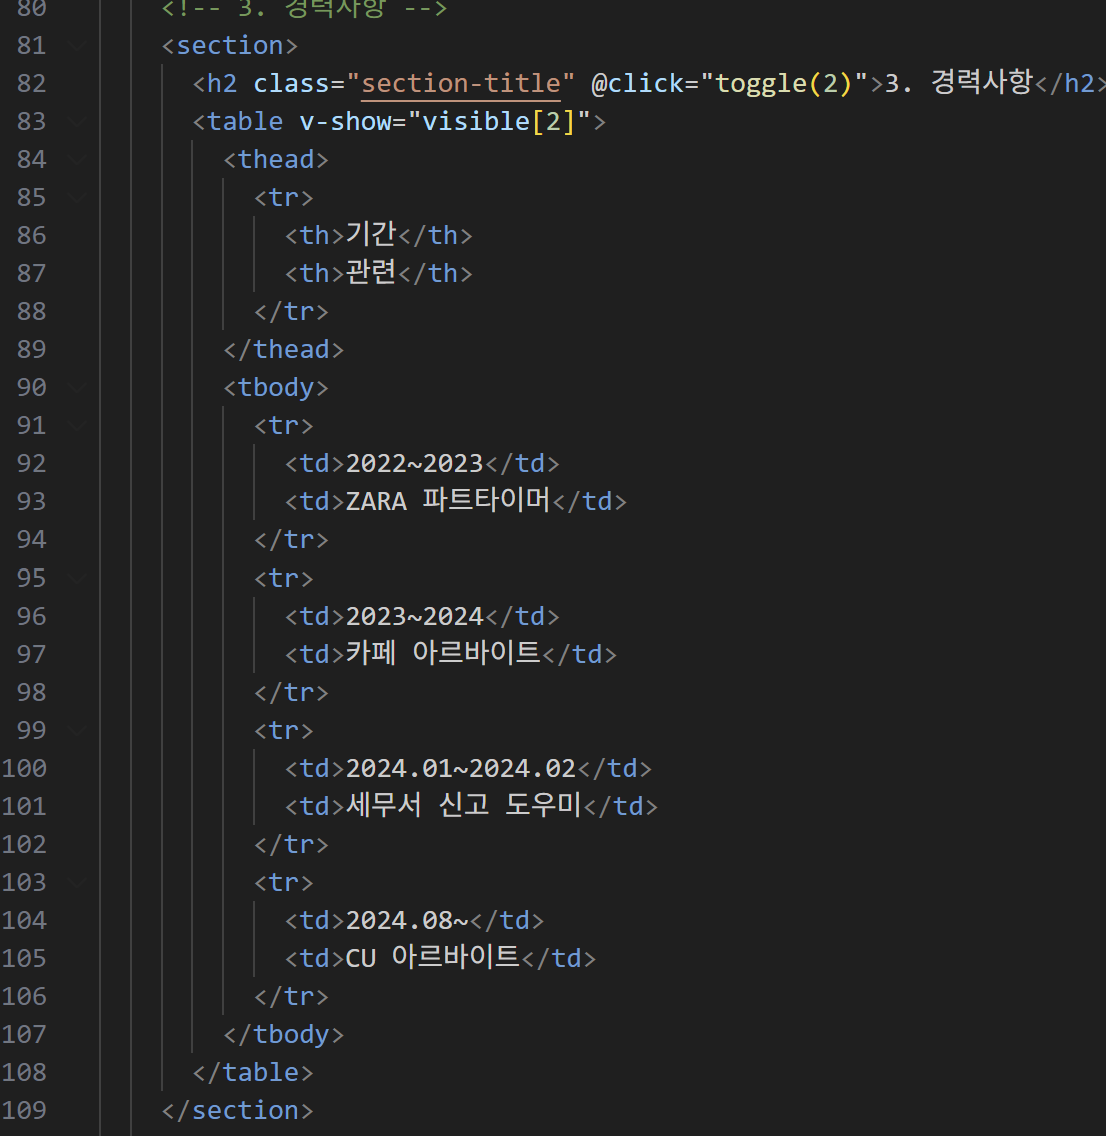 80 <!-- 3. 경력사항 -->
81 <section>
82 <h2 class="section-title" @click="toggle(2)">3. 경력사항</h2>
83 <table v-show="visible[2]">
84 <thead>
85 <tr>
86 <th>기간</th>
87 <th>관련</th>
88 </tr>
89 </thead>
90 <tbody>
91 <tr>
92 <td>2022~2023</td>
93 <td>ZARA 파트타이머</td>
94 </tr>
95 <tr>
96 <td>2023~2024</td>
97 <td>카페 아르바이트</td>
98 </tr>
99 <tr>
100 <td>2024.01~2024.02</td>
101 <td>세무서 신고 도우미</td>
102 </tr>
103 <tr>
104 <td>2024.08~</td>
105 <td>CU 아르바이트</td>
106 </tr>
107 </tbody>
108 </table>
109 </section>